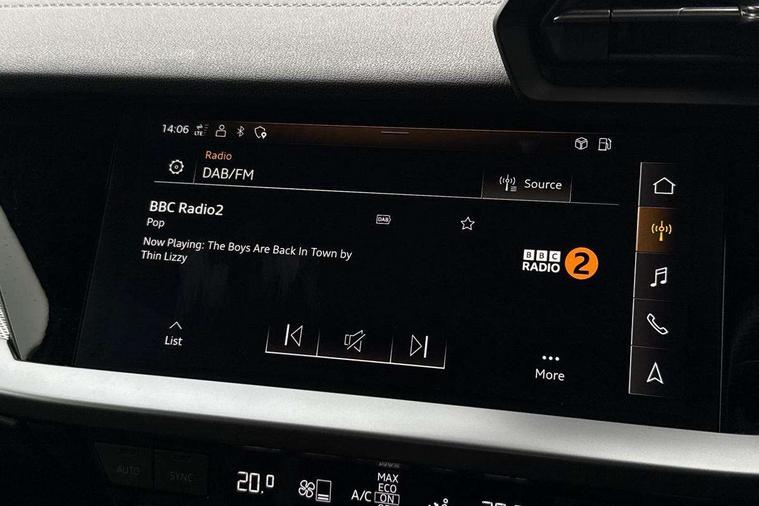 14:06 LTE
Radio
DAB/FM
Source
BBC Radio2
DAB
Pop
Now Playing: The Boys Are Back In Town by
Thin Lizzy
BBC
RADIO 2
List
More
AUTO
SYNC
20.0
MAX
ECO
A/C ON